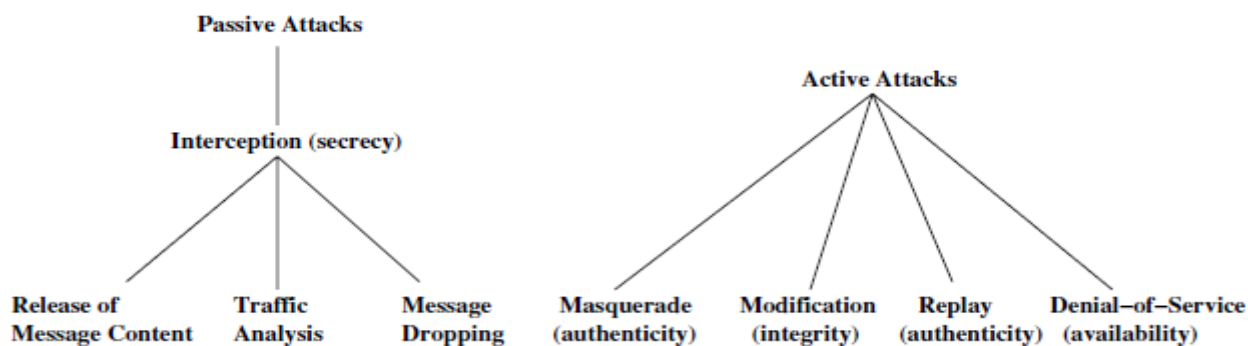 Passive Attacks
Interception (secrecy)
Release of
Message Content
Traffic
Analysis
Message
Dropping
Active Attacks
Masquerade
(authenticity)
Modification
(integrity)
Replay
(authenticity)
Denial–of–Service
(availability)